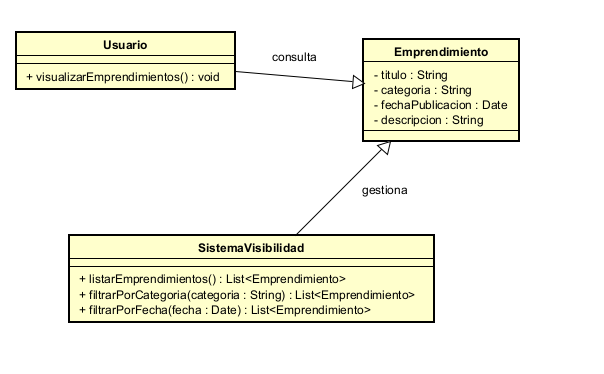 Usuario
+ visualizarEmprendimientos() : void
consulta
Emprendimiento
- titulo : String
- categoria : String
- fechaPublicacion : Date
- descripcion : String
gestiona
SistemaVisibilidad
+ listarEmprendimientos() : List<Emprendimiento>
+ filtrarPorCategoria(categoria : String) : List<Emprendimiento>
+ filtrarPorFecha(fecha : Date) : List<Emprendimiento>